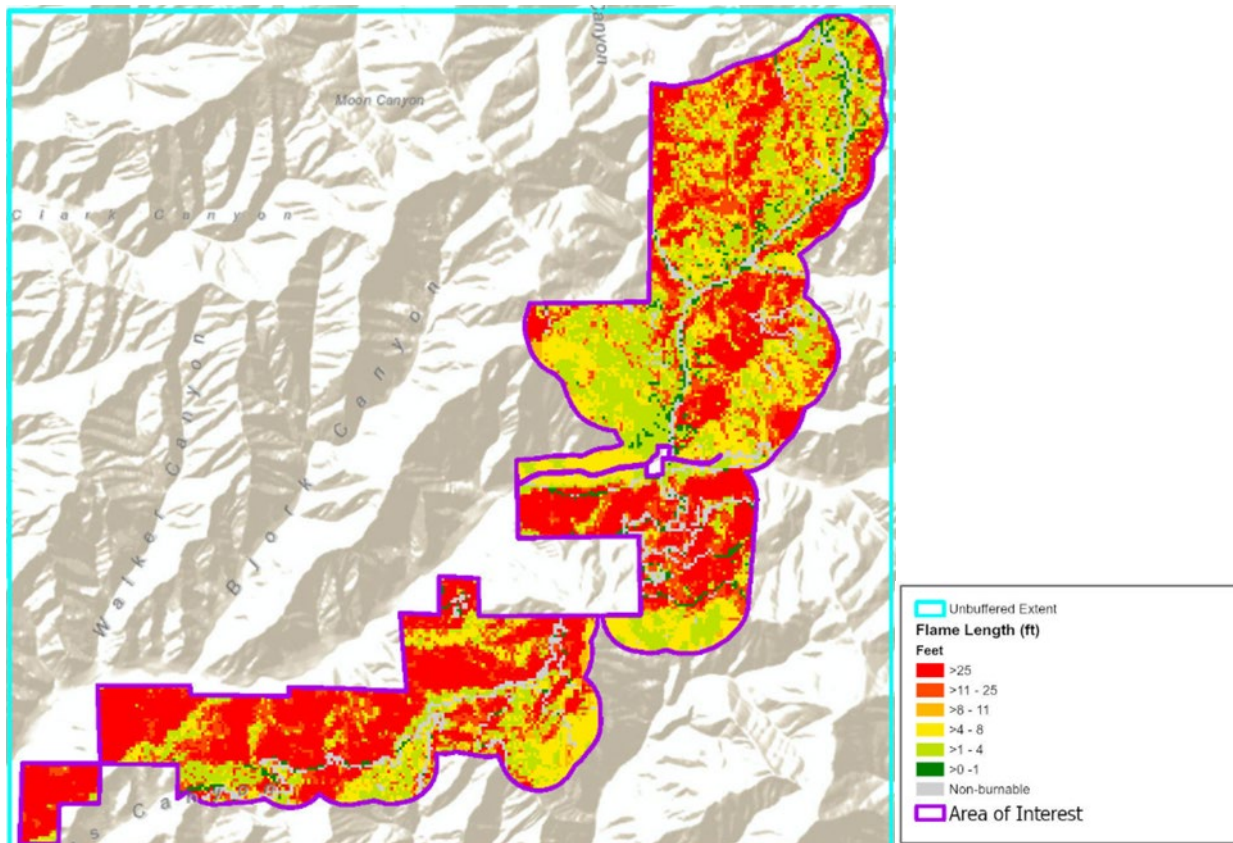 Canyon
Moon Canyon
Clark Canyon
Walker Canyon
Bjork Canyon
s Canyon
Unbuffered Extent
Flame Length (ft)
Feet
>25
>11 - 25
>8 - 11
>4 - 8
>1 - 4
>0 -1
Non-burnable
Area of Interest